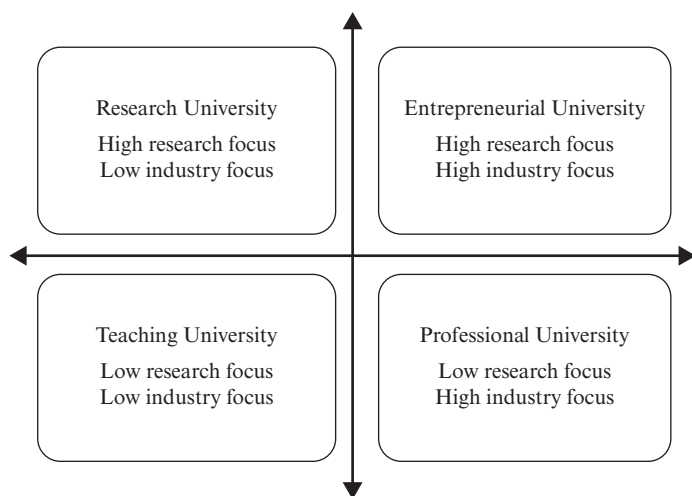 Research University
High research focus
Low industry focus
Entrepreneurial University
High research focus
High industry focus
Teaching University
Low research focus
Low industry focus
Professional University
Low research focus
High industry focus